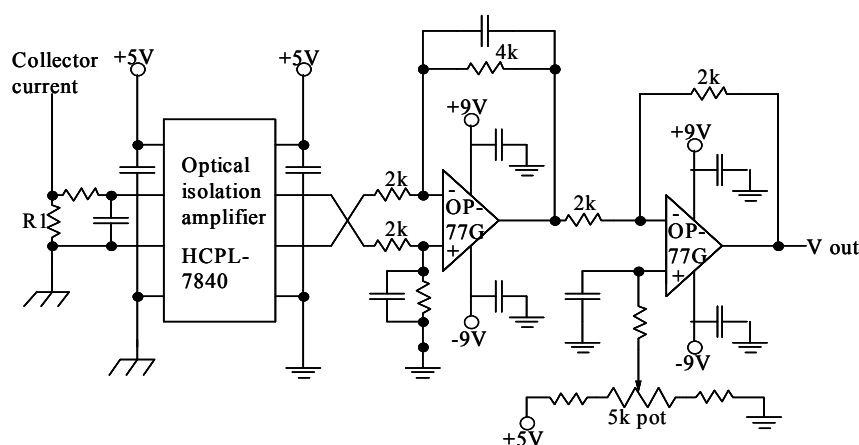 Collector
current
+5V
+5V
4k
2k
+9V
+9V
Optical
isolation
amplifier
HCPL-
7840
R1
2k
2k
2k
-
OP-
77G
+
-
OP-
77G
+
V out
-9V
-9V
5k pot
+5V